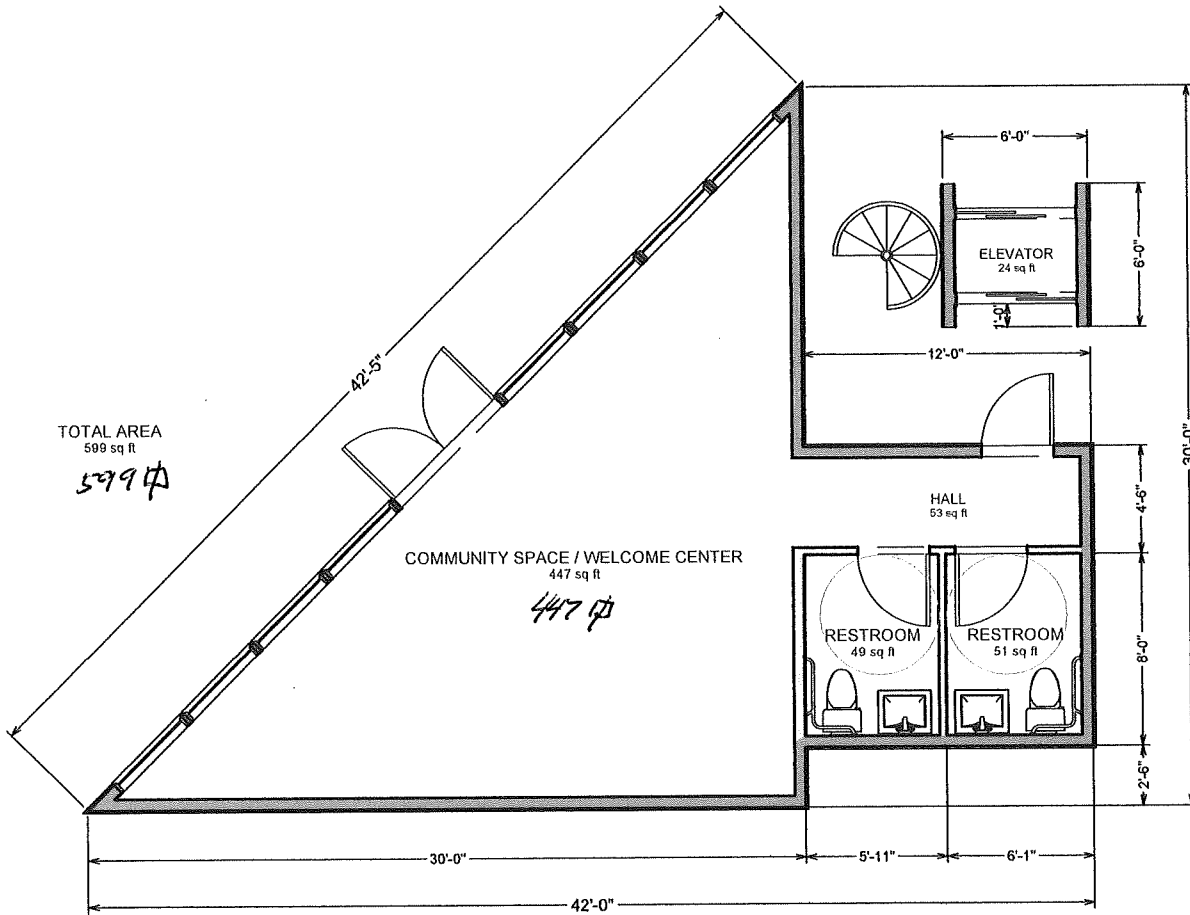 42'-5"
6'-0"
ELEVATOR
24 sq ft
6'-0"
1'-0"
12'-0"
30'-0"
TOTAL AREA
599 sq ft
599 ⏍
HALL
53 sq ft
4'-6"
COMMUNITY SPACE / WELCOME CENTER
447 sq ft
447 ⏍
RESTROOM
49 sq ft
RESTROOM
51 sq ft
8'-0"
2'-6"
30'-0"
5'-11"
6'-1"
42'-0"